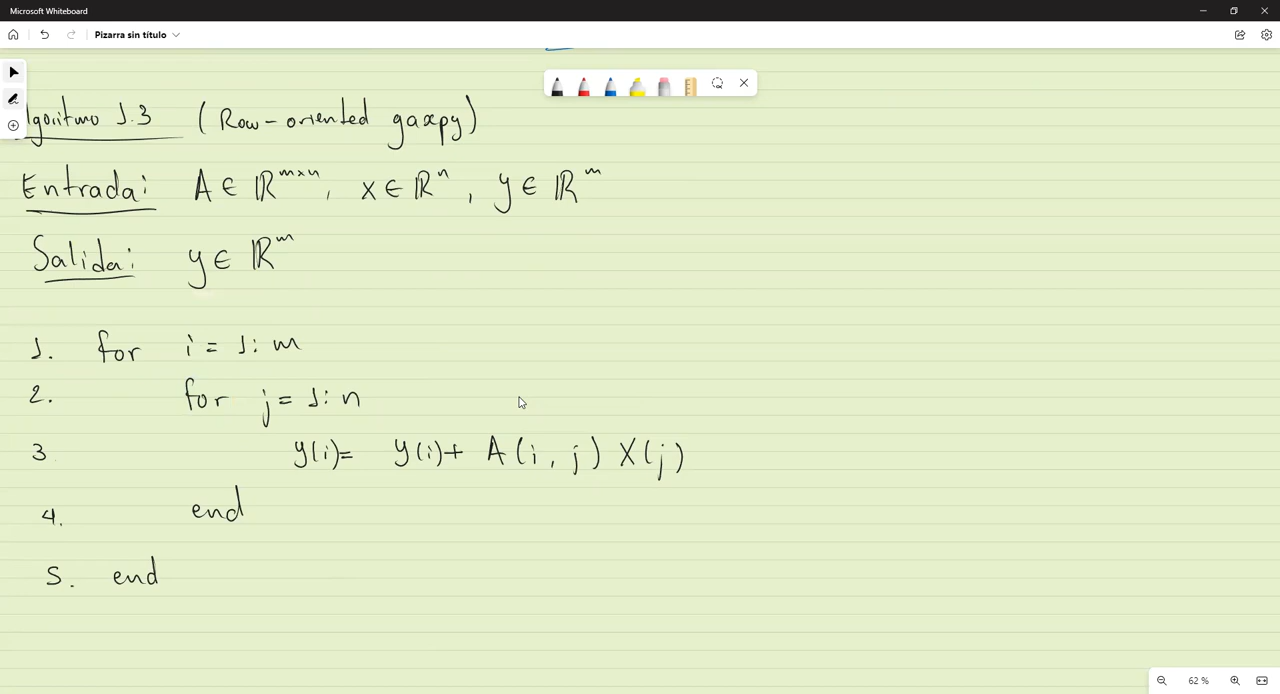 Microsoft Whiteboard
Pizarra sin título
lgoritmo 1.3 (Row-oriented gaxpy)
Entrada: A ∈ ℝ^{m×n}, x ∈ ℝ^n, y ∈ ℝ^m
Salida: y ∈ ℝ^m
1. for i = 1:m
2. for j = 1:n
3 y(i) = y(i) + A(i, j) X(j)
4. end
5. end
62 %